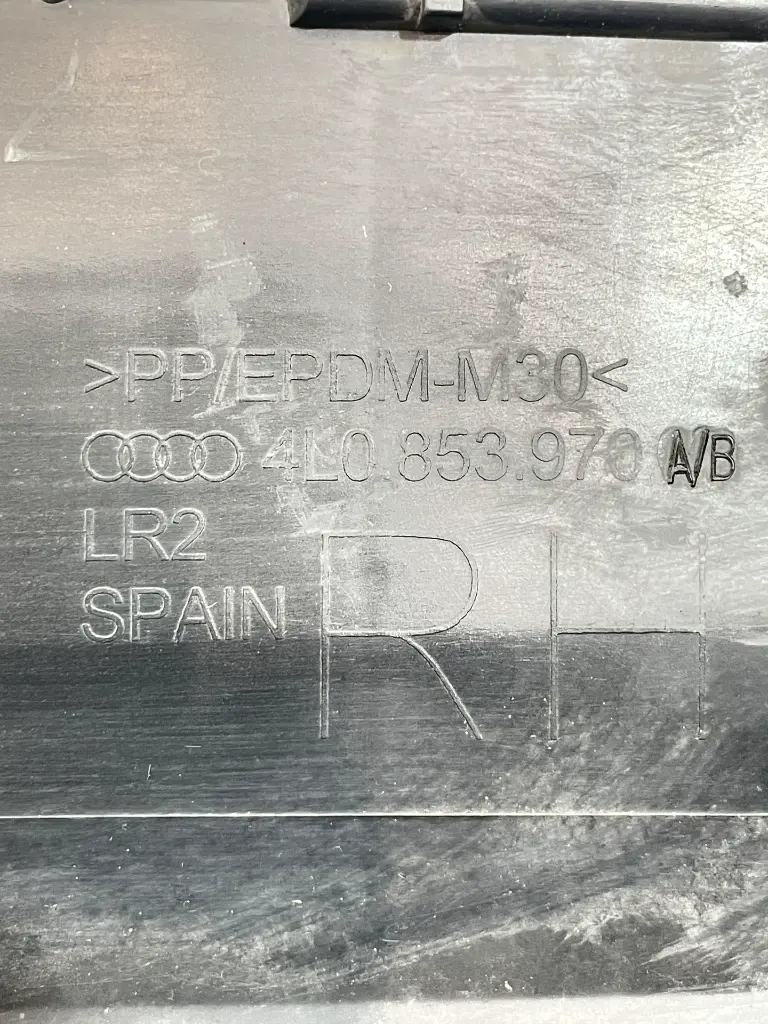 >PP/EPDM-M30<
4L0.853.970 A/B
LR2
SPAIN
RH